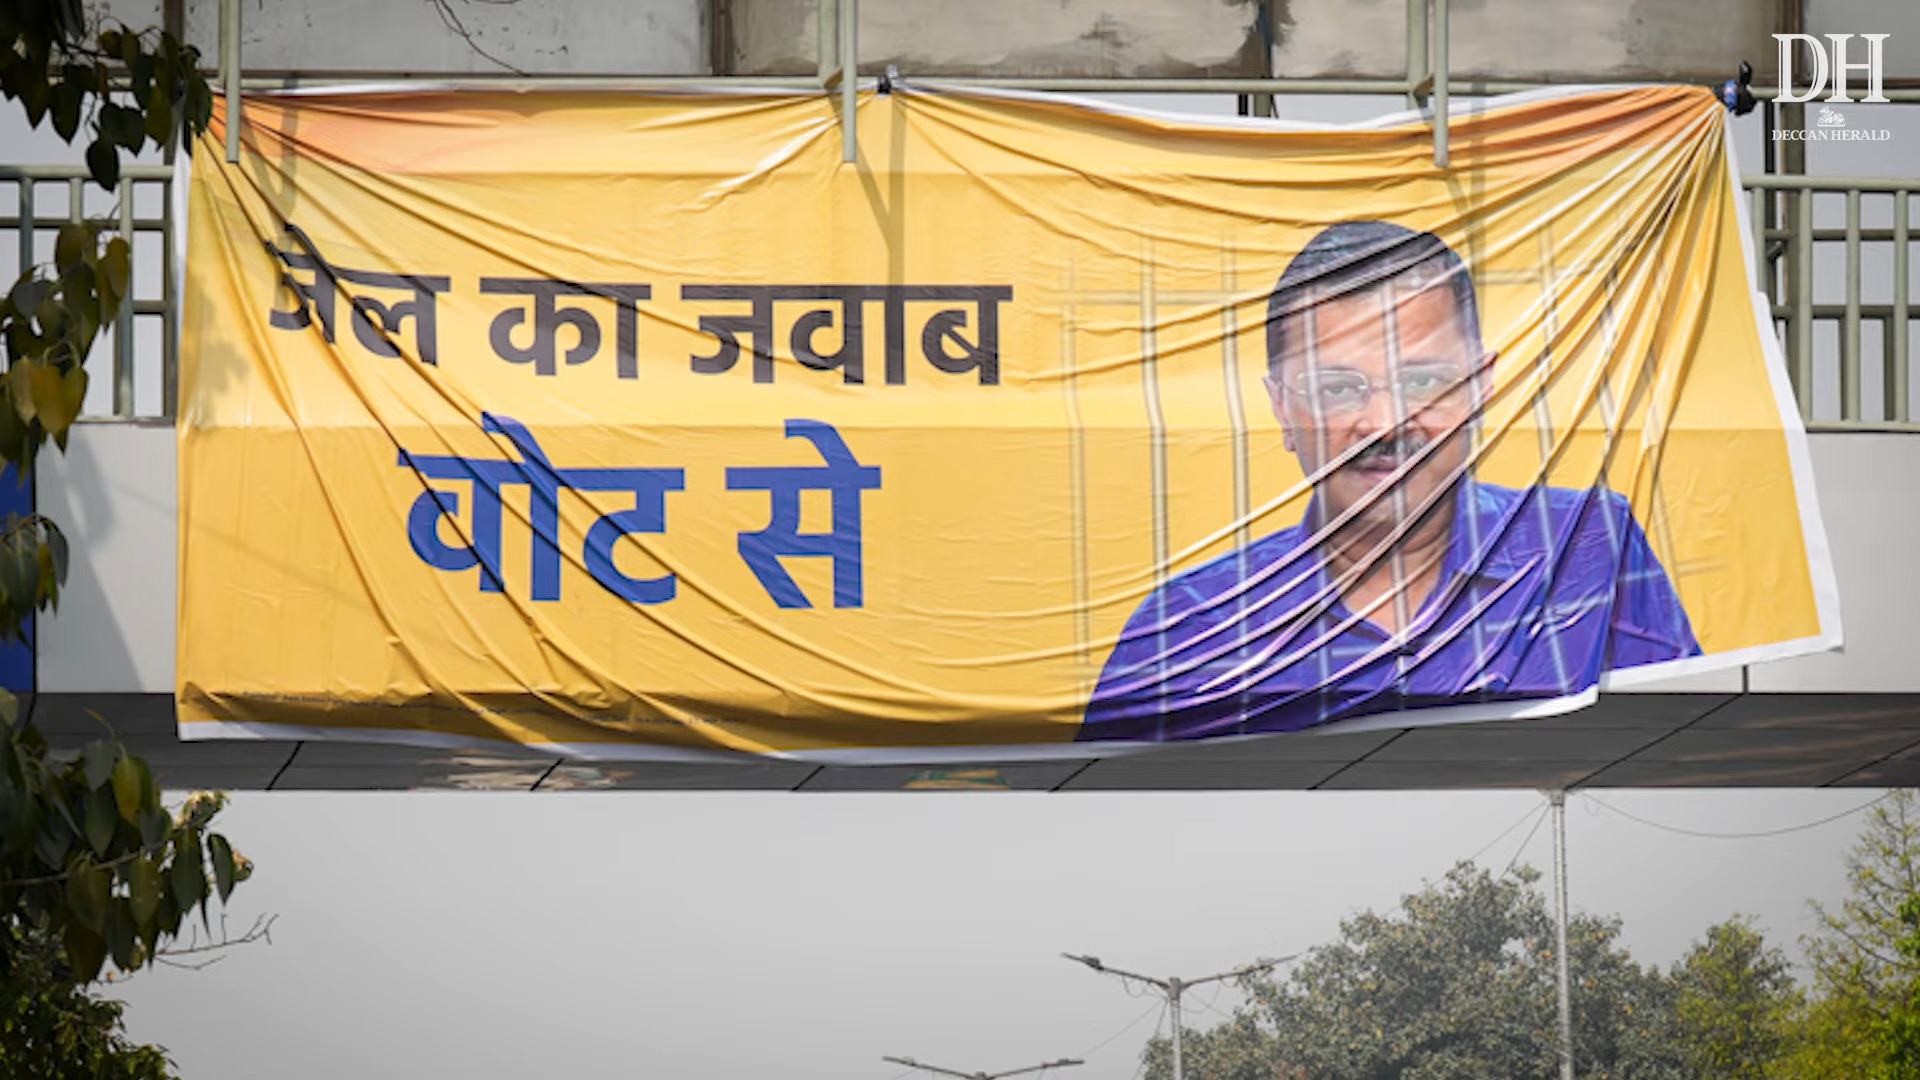 जेल का जवाब
वोट से
DH
DECCAN HERALD